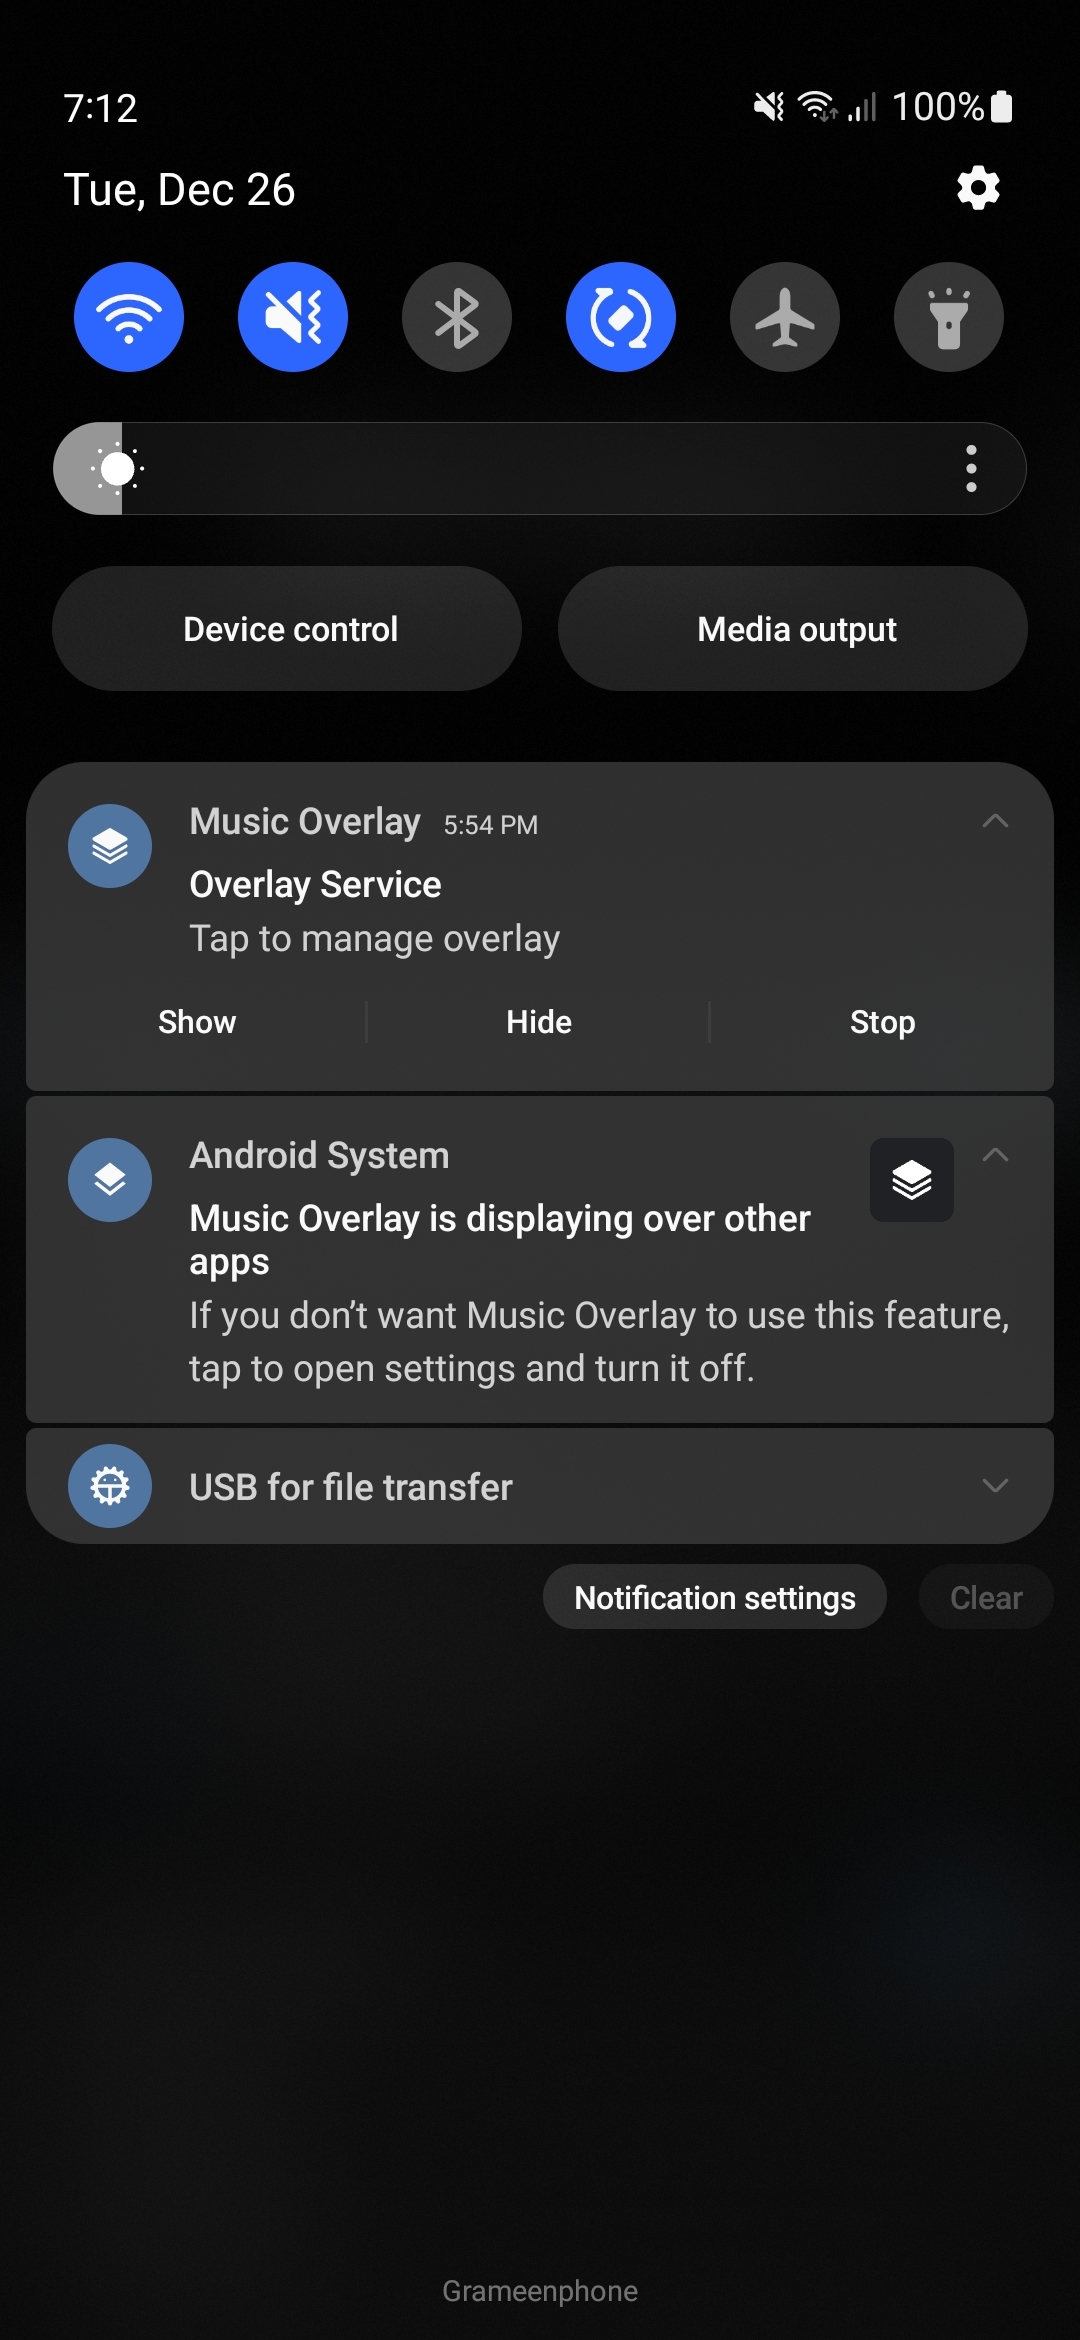 7:12
100%
Tue, Dec 26
Device control
Media output
Music Overlay 5:54 PM
Overlay Service
Tap to manage overlay
Show
Hide
Stop
Android System
Music Overlay is displaying over other
apps
If you don’t want Music Overlay to use this feature,
tap to open settings and turn it off.
USB for file transfer
Notification settings
Clear
Grameenphone